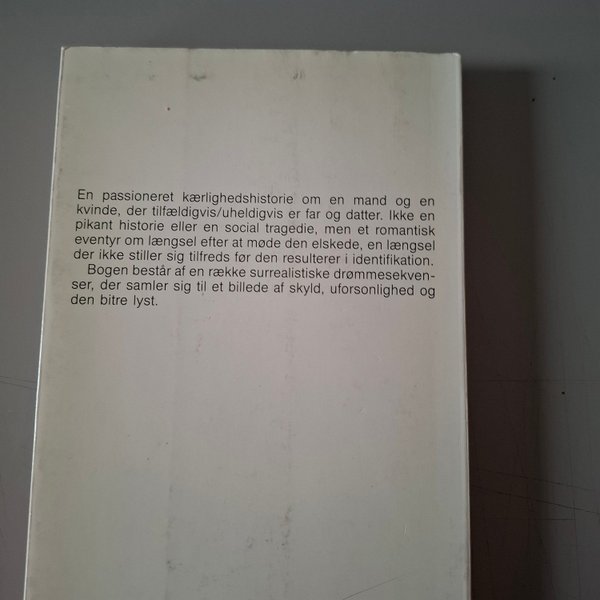 En passioneret kærlighedshistorie om en mand og en
kvinde, der tilfældigvis/uheldigvis er far og datter. Ikke en
pikant historie eller en social tragedie, men et romantisk
eventyr om længsel efter at møde den elskede, en længsel
der ikke stiller sig tilfreds før den resulterer i identifikation.
Bogen består af en række surrealistiske drømmesekven-
ser, der samler sig til et billede af skyld, uforsonlighed og
den bitre lyst.